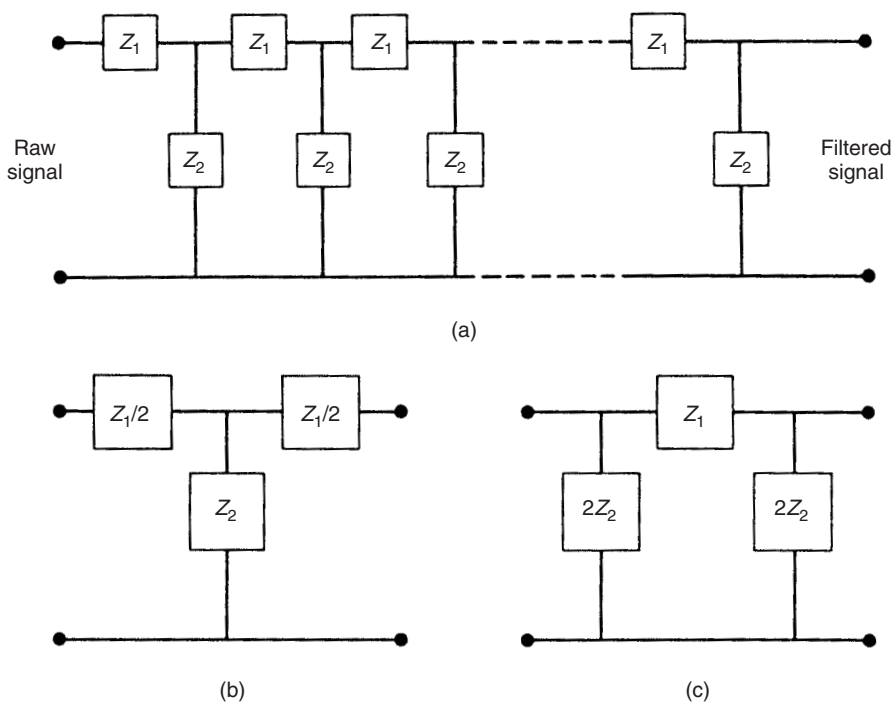 Z1 Z1 Z1 Z1
Raw
signal
Z2 Z2 Z2 Z2
Filtered
signal
(a)
Z1/2 Z1/2
Z2
(b)
Z1
2Z2 2Z2
(c)